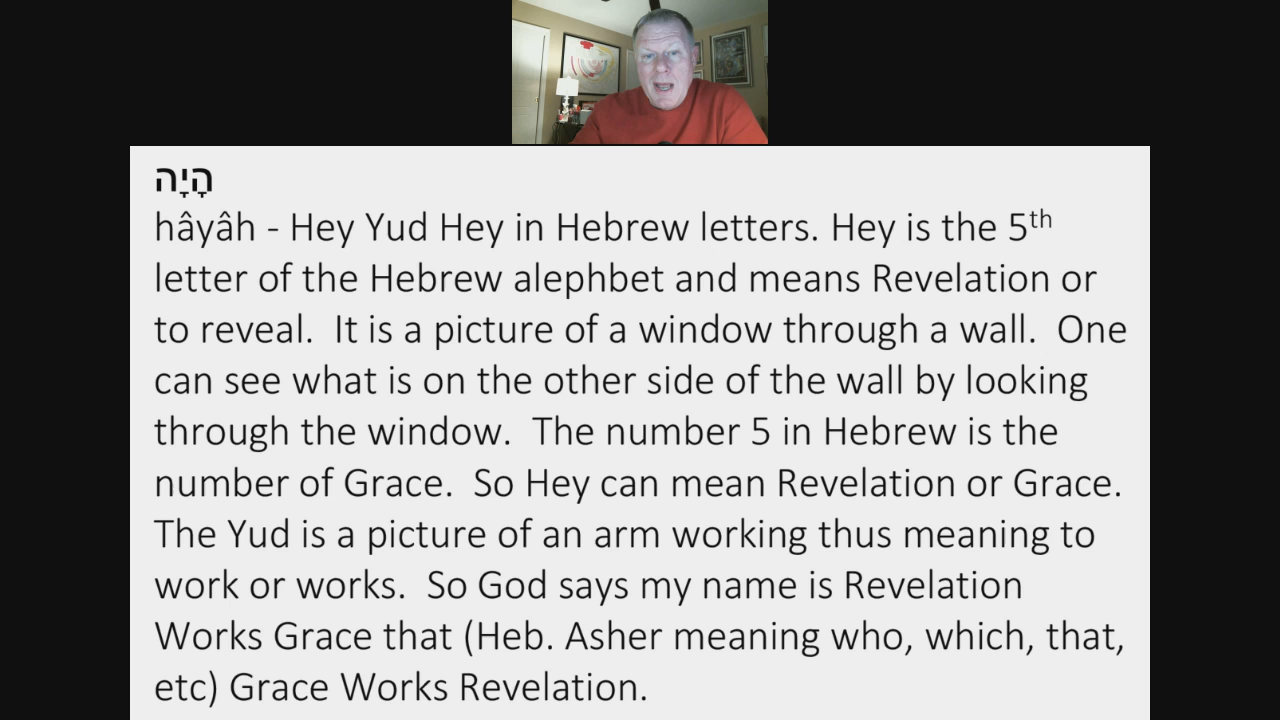 הָיָה
hâyâh - Hey Yud Hey in Hebrew letters. Hey is the 5th
letter of the Hebrew alephbet and means Revelation or
to reveal.  It is a picture of a window through a wall.  One
can see what is on the other side of the wall by looking
through the window.  The number 5 in Hebrew is the
number of Grace.  So Hey can mean Revelation or Grace.
The Yud is a picture of an arm working thus meaning to
work or works.  So God says my name is Revelation
Works Grace that (Heb. Asher meaning who, which, that,
etc) Grace Works Revelation.